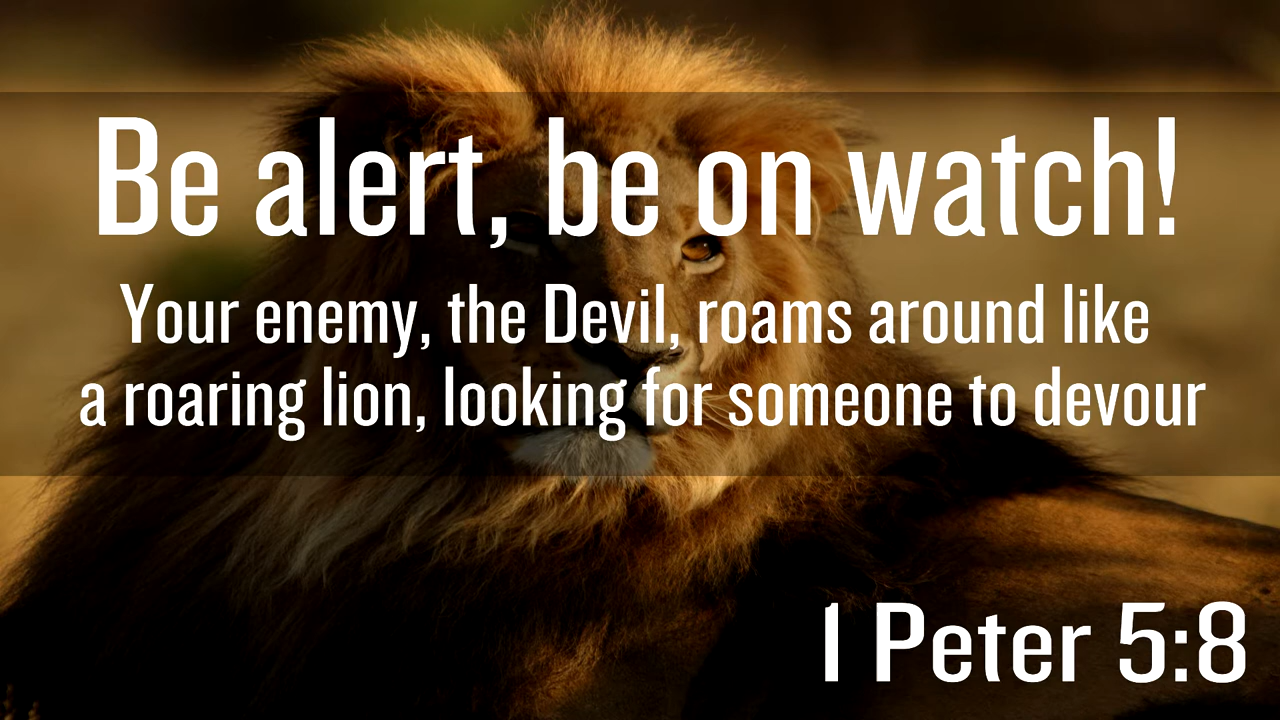 Be alert, be on watch!
Your enemy, the Devil, roams around like
a roaring lion, looking for someone to devour
1 Peter 5:8